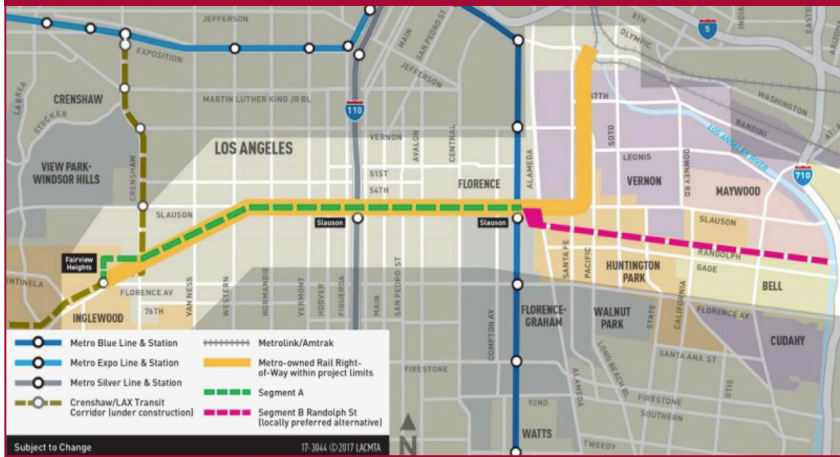 JEFFERSON
EXPOSITION
MAIN
SAN PEDRO ST
8TH
OLYMPIC
5
JEFFERSON
LABREA
CRENSHAW
STOCKER
MARTIN LUTHER KING JR BL
110
WASHINGTON
BANDINI
SOTO
LOS ANGELES RIVER
VERNON
AVALON
CENTRAL
ALAMEDA
LEONIS
DOWNEY RD
710
LOS ANGELES
VIEW PARK-
WINDSOR HILLS
CRENSHAW
51ST
54TH
FLORENCE
VERNON
MAYWOOD
SLAUSON
Slauson
Slauson
SLAUSON
Fairview
Heights
RANDOLPH
GAGE
SANTA FE
PACIFIC
HUNTINGTON
PARK
BELL
FLORENCE AV
76TH
INGLEWOOD
VAN NESS
WESTERN
NORMANDIE
VERMONT
HOOVER
FIGUEROA
MAIN
SAN PEDRO ST
COMPTON AV
FLORENCE-
GRAHAM
WALNUT
PARK
STATE
CALIFORNIA
FLORENCE AV
CUDAHY
SANTA ANA ST
LONG BEACH BL
OTIS
FIRESTONE
ALAMEDA
FIRESTONE
SOUTHERN
92ND
WATTS
TWEEDY
Metro Blue Line & Station
Metro Expo Line & Station
Metro Silver Line & Station
Crenshaw/LAX Transit
Corridor (under construction)
Metrolink/Amtrak
Metro-owned Rail Right-
of-Way within project limits
Segment A
Segment B Randolph St
(locally preferred alternative)
Subject to Change
17-3044 ©2017 LACMTA
N